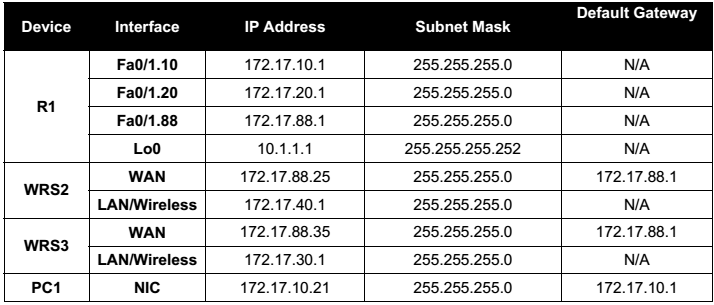 Device Interface IP Address Subnet Mask Default Gateway
R1 Fa0/1.10 172.17.10.1 255.255.255.0 N/A
Fa0/1.20 172.17.20.1 255.255.255.0 N/A
Fa0/1.88 172.17.88.1 255.255.255.0 N/A
Lo0 10.1.1.1 255.255.255.252 N/A
WRS2 WAN 172.17.88.25 255.255.255.0 172.17.88.1
LAN/Wireless 172.17.40.1 255.255.255.0 N/A
WRS3 WAN 172.17.88.35 255.255.255.0 172.17.88.1
LAN/Wireless 172.17.30.1 255.255.255.0 N/A
PC1 NIC 172.17.10.21 255.255.255.0 172.17.10.1